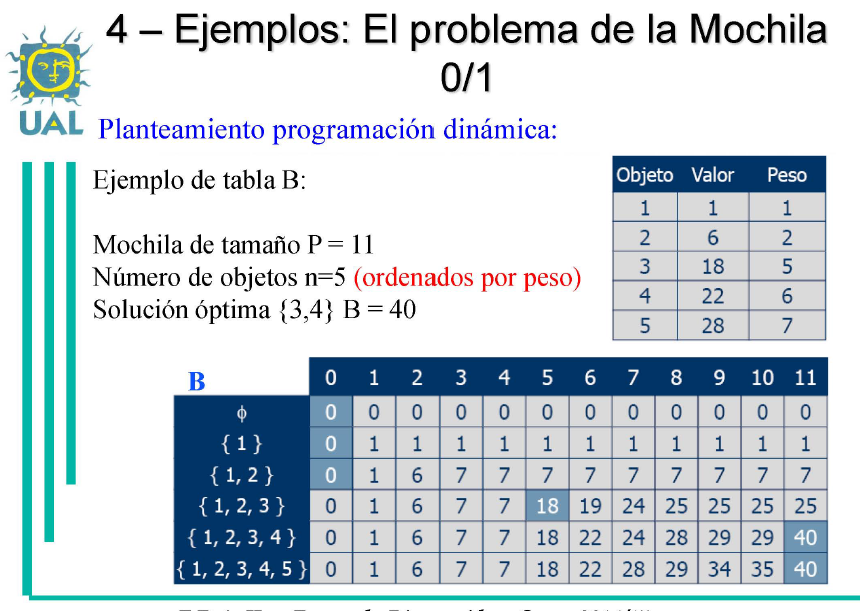 4 – Ejemplos: El problema de la Mochila
0/1
UAL
Planteamiento programación dinámica:
Ejemplo de tabla B:
Mochila de tamaño P = 11
Número de objetos n=5 (ordenados por peso)
Solución óptima {3,4} B = 40
Objeto Valor Peso
1 1 1
2 6 2
3 18 5
4 22 6
5 28 7
B 0 1 2 3 4 5 6 7 8 9 10 11
ϕ 0 0 0 0 0 0 0 0 0 0 0 0
{ 1 } 0 1 1 1 1 1 1 1 1 1 1 1
{ 1, 2 } 0 1 6 7 7 7 7 7 7 7 7 7
{ 1, 2, 3 } 0 1 6 7 7 18 19 24 25 25 25 25
{ 1, 2, 3, 4 } 0 1 6 7 7 18 22 24 28 29 29 40
{ 1, 2, 3, 4, 5 } 0 1 6 7 7 18 22 28 29 34 35 40